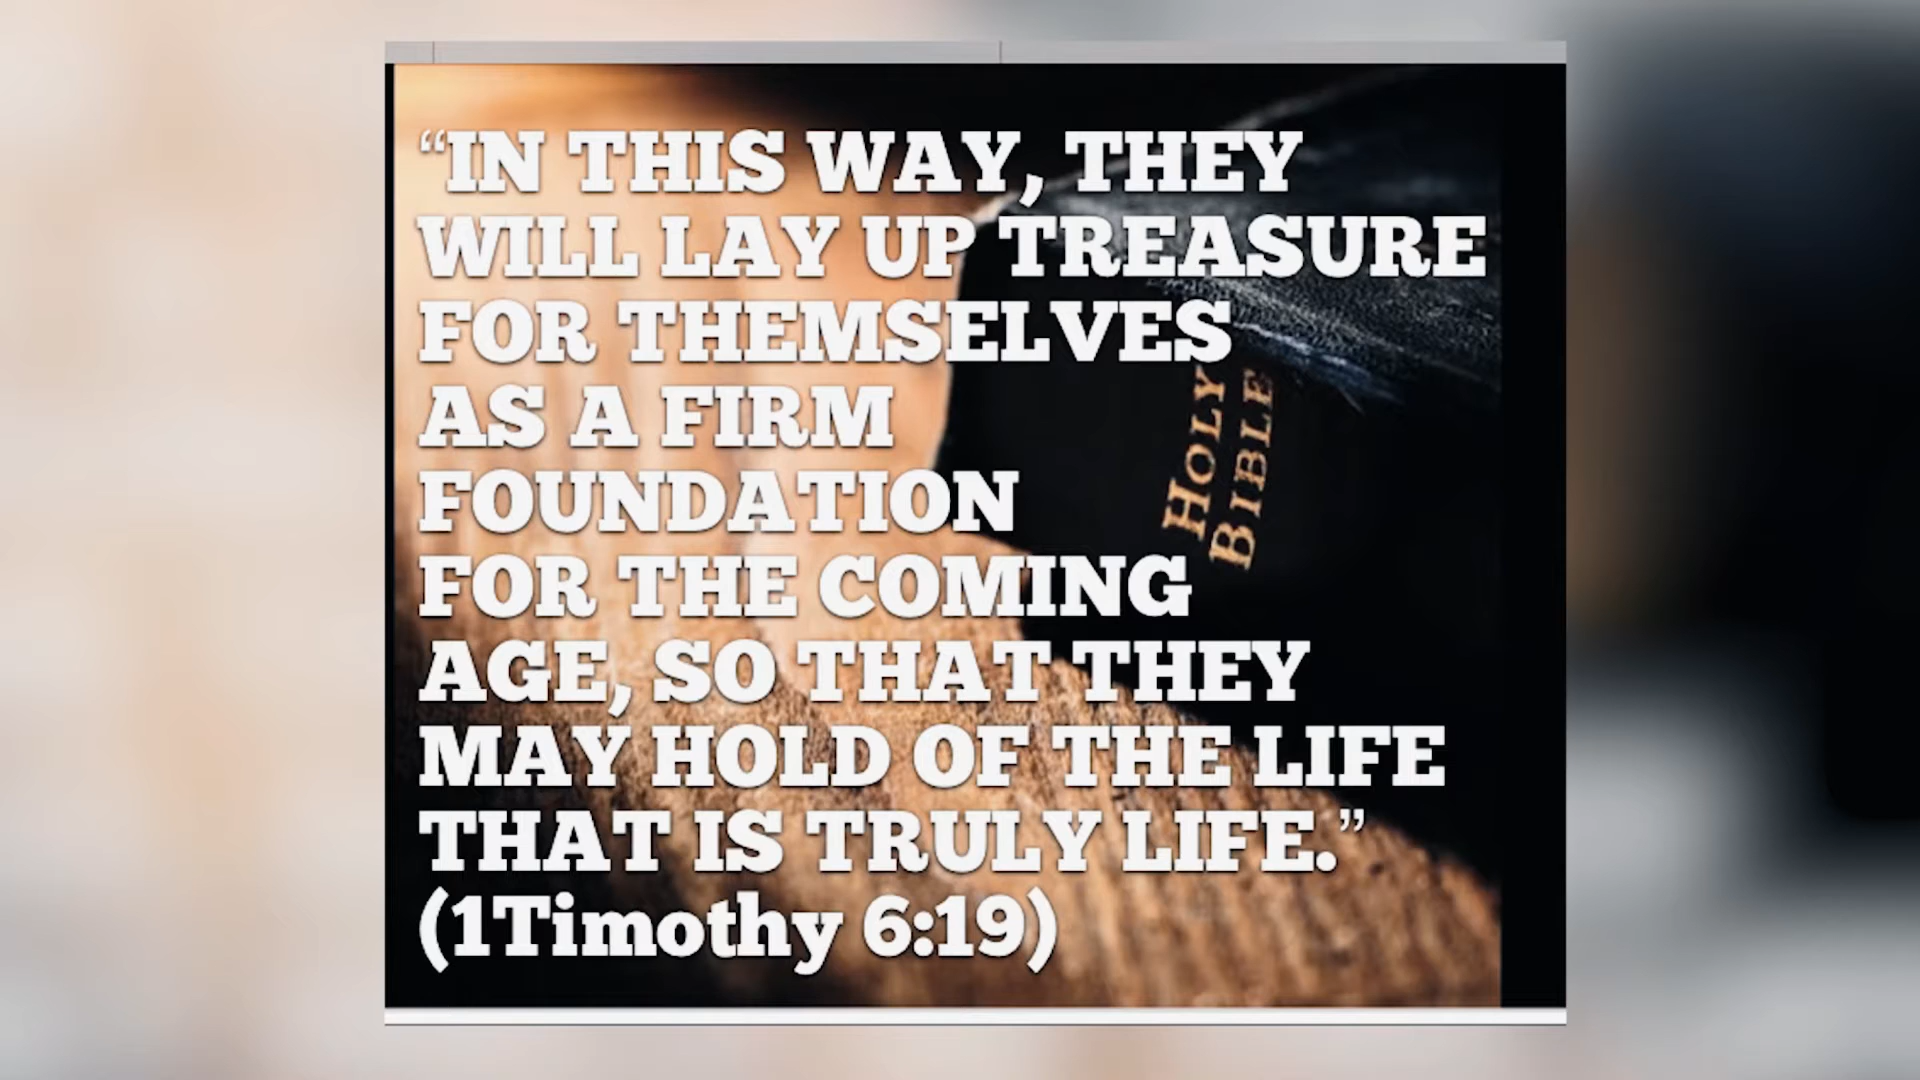 “IN THIS WAY, THEY
WILL LAY UP TREASURE
FOR THEMSELVES
AS A FIRM
FOUNDATION
FOR THE COMING
AGE, SO THAT THEY
MAY HOLD OF THE LIFE
THAT IS TRULY LIFE.”
(1Timothy 6:19)
HOLY
BIBLE